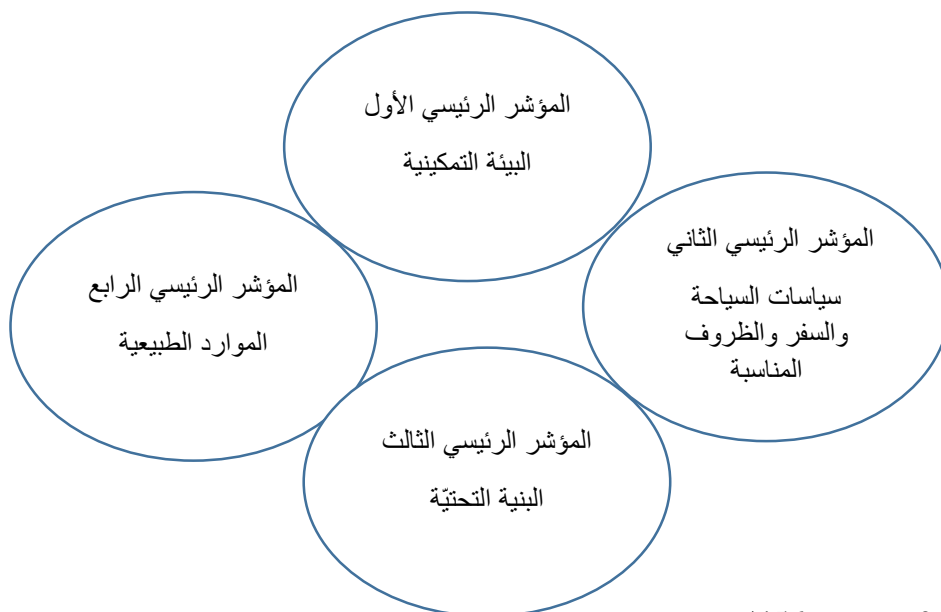 المؤشر الرئيسي الأول
البيئة التمكينية
المؤشر الرئيسي الثاني
سياسات السياحة
والسفر والظروف
المناسبة
المؤشر الرئيسي الثالث
البنية التحتيّة
المؤشر الرئيسي الرابع
الموارد الطبيعية